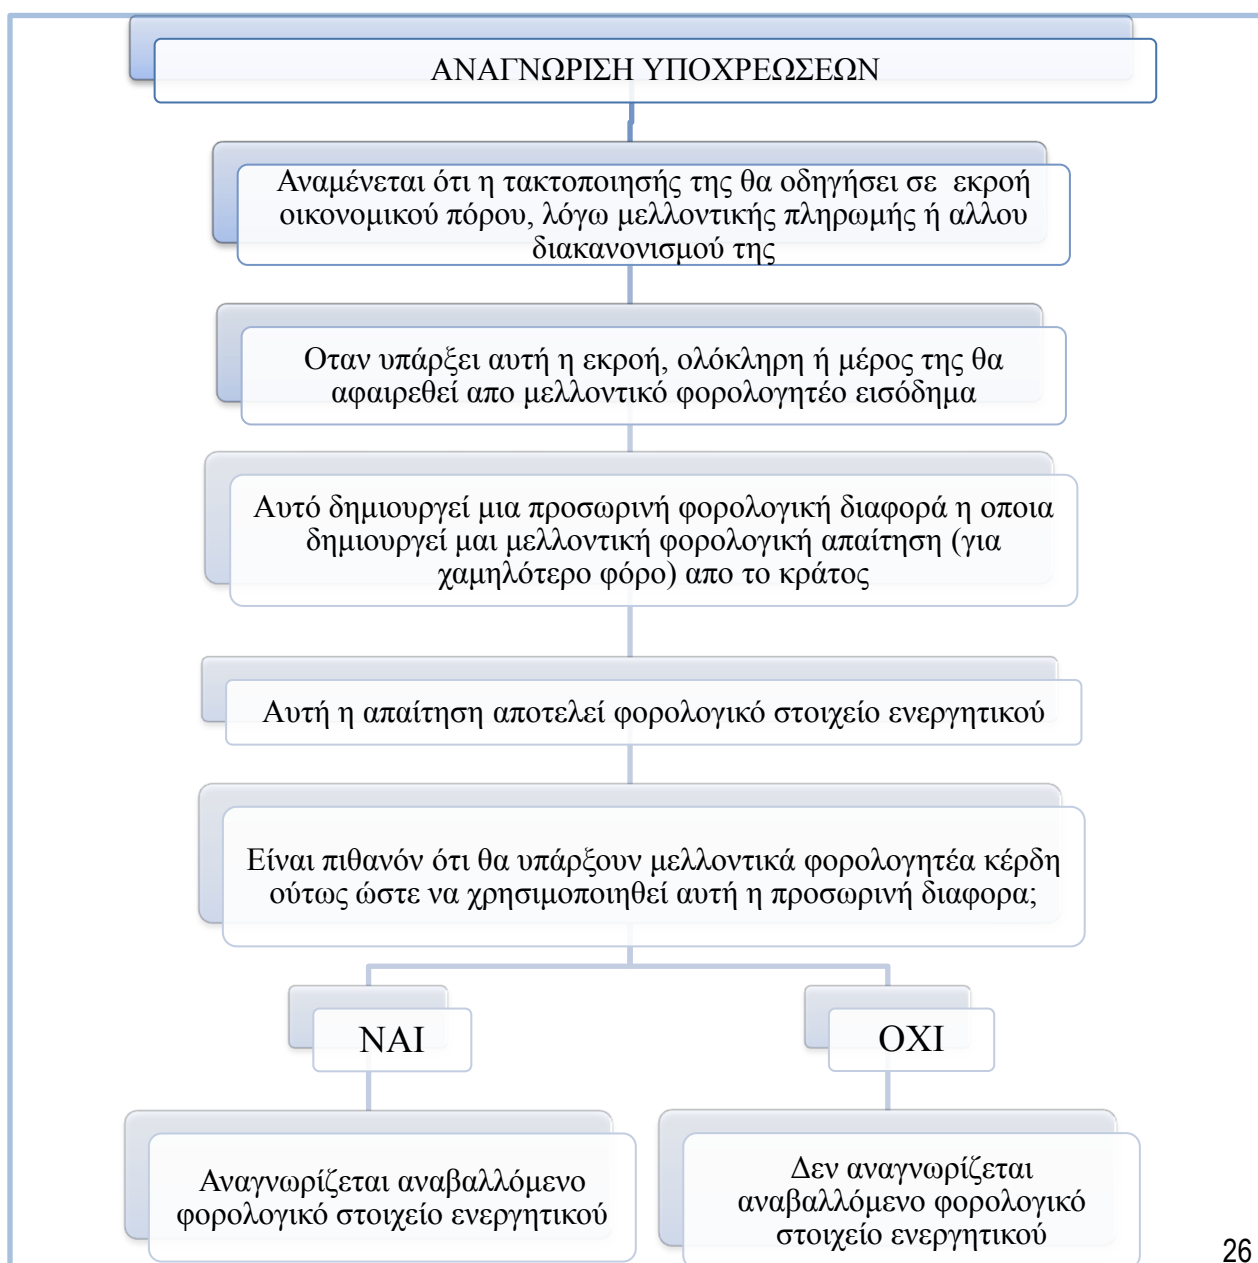 ΑΝΑΓΝΩΡΙΣΗ ΥΠΟΧΡΕΩΣΕΩΝ
Αναμένεται ότι η τακτοποιησής της θα οδηγήσει σε εκροή
οικονομικού πόρου, λόγω μελλοντικής πληρωμής ή αλλου
διακανονισμού της
Οταν υπάρξει αυτή η εκροή, ολόκληρη ή μέρος της θα
αφαιρεθεί απο μελλοντικό φορολογητέο εισόδημα
Αυτό δημιουργεί μια προσωρινή φορολογική διαφορά η οποια
δημιουργεί μαι μελλοντική φορολογική απαίτηση (για
χαμηλότερο φόρο) απο το κράτος
Αυτή η απαίτηση αποτελεί φορολογικό στοιχείο ενεργητικού
Είναι πιθανόν ότι θα υπάρξουν μελλοντικά φορολογητέα κέρδη
ούτως ώστε να χρησιμοποιηθεί αυτή η προσωρινή διαφορα;
ΝΑΙ
ΟΧΙ
Αναγνωρίζεται αναβαλλόμενο
φορολογικό στοιχείο ενεργητικού
Δεν αναγνωρίζεται
αναβαλλόμενο φορολογικό
στοιχείο ενεργητικού
26